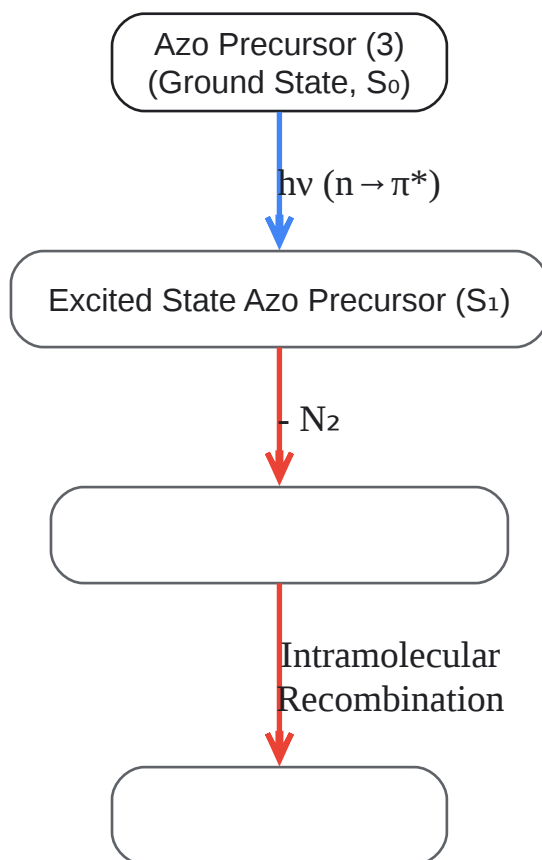 Azo Precursor (3)
(Ground State, S₀)
hν (n→π*)
Excited State Azo Precursor (S₁)
- N₂
Intramolecular
Recombination